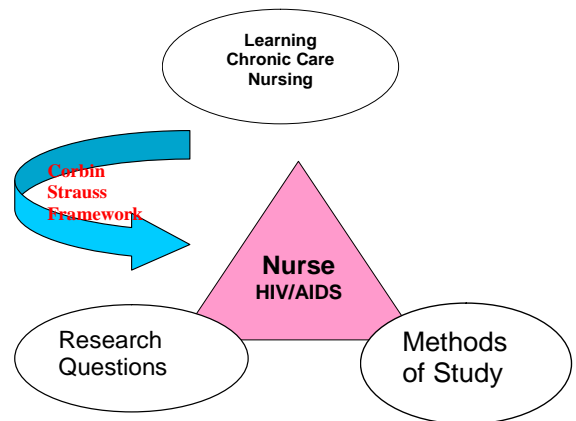 Learning
Chronic Care
Nursing
Corbin
Strauss
Framework
Nurse
HIV/AIDS
Research
Questions
Methods
of Study